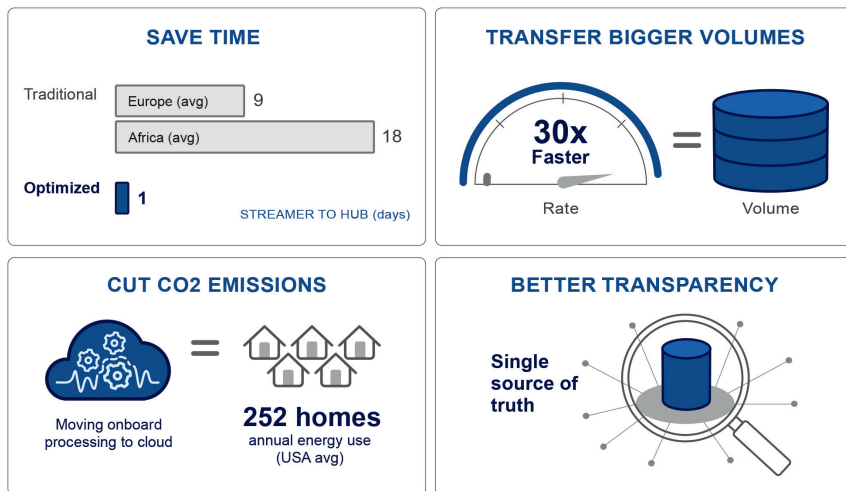 SAVE TIME
Traditional
Europe (avg)
9
Africa (avg)
18
Optimized
1
STREAMER TO HUB (days)
TRANSFER BIGGER VOLUMES
30x
Faster
=
Rate
Volume
CUT CO2 EMISSIONS
=
Moving onboard
processing to cloud
252 homes
annual energy use
(USA avg)
BETTER TRANSPARENCY
Single
source of
truth